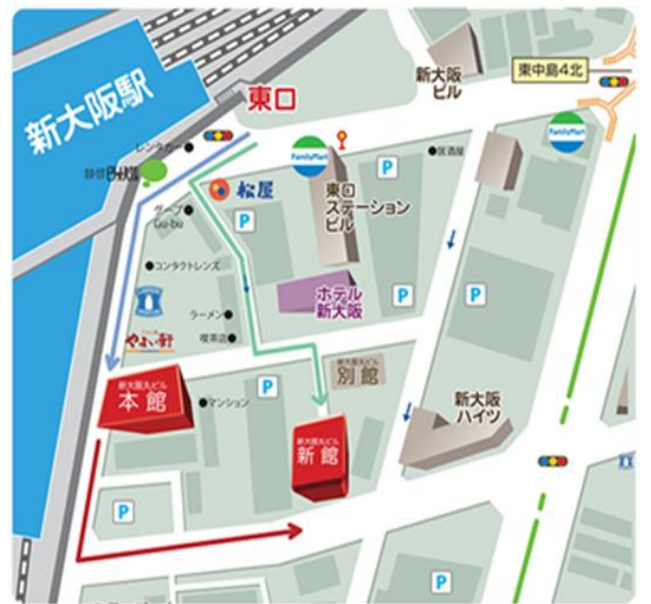 新大阪駅
東口
新大阪
ビル
東中島4北
レンタカー
FamilyMart
FamilyMart
松屋
P
居酒屋
東口
ステーション
ビル
グーブ
Gu-bu
P
コンタクトレンズ
ホテル
新大阪
P
P
ラーメン
やよい軒
喫茶店
新大阪丸ビル
別館
新大阪丸ビル
本館
P
マンション
新大阪
ハイツ
新大阪丸ビル
新館
P
P